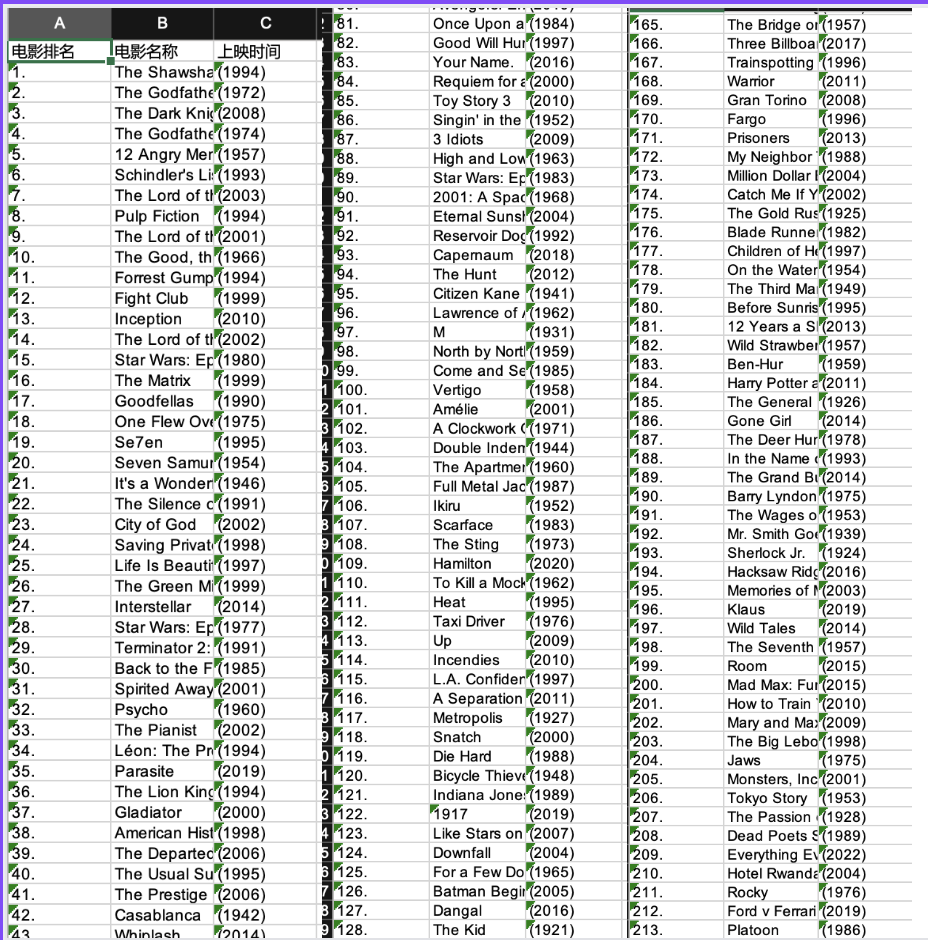 A B C
电影排名 电影名称 上映时间
1. The Shawsha (1994)
2. The Godfathe (1972)
3. The Dark Knig (2008)
4. The Godfathe (1974)
5. 12 Angry Mer (1957)
6. Schindler's Li (1993)
7. The Lord of th (2003)
8. Pulp Fiction (1994)
9. The Lord of th (2001)
10. The Good, th (1966)
11. Forrest Gump (1994)
12. Fight Club (1999)
13. Inception (2010)
14. The Lord of th (2002)
15. Star Wars: Ep (1980)
16. The Matrix (1999)
17. Goodfellas (1990)
18. One Flew Ove (1975)
19. Se7en (1995)
20. Seven Samur (1954)
21. It's a Wonder (1946)
22. The Silence o (1991)
23. City of God (2002)
24. Saving Privat (1998)
25. Life Is Beauti (1997)
26. The Green Mi (1999)
27. Interstellar (2014)
28. Star Wars: Ep (1977)
29. Terminator 2: (1991)
30. Back to the F (1985)
31. Spirited Away (2001)
32. Psycho (1960)
33. The Pianist (2002)
34. Léon: The Pr (1994)
35. Parasite (2019)
36. The Lion King (1994)
37. Gladiator (2000)
38. American Hist (1998)
39. The Departed (2006)
40. The Usual Su (1995)
41. The Prestige (2006)
42. Casablanca (1942)
43. Whiplash (2014)
81. Once Upon a (1984)
82. Good Will Hur (1997)
83. Your Name. (2016)
84. Requiem for a (2000)
85. Toy Story 3 (2010)
86. Singin' in the (1952)
87. 3 Idiots (2009)
88. High and Low (1963)
89. Star Wars: Ep (1983)
90. 2001: A Spac (1968)
91. Eternal Sunsh (2004)
92. Reservoir Dog (1992)
93. Capernaum (2018)
94. The Hunt (2012)
95. Citizen Kane (1941)
96. Lawrence of A (1962)
97. M (1931)
98. North by Nort (1959)
99. Come and Se (1985)
100. Vertigo (1958)
101. Amélie (2001)
102. A Clockwork O (1971)
103. Double Indem (1944)
104. The Apartmer (1960)
105. Full Metal Jac (1987)
106. Ikiru (1952)
107. Scarface (1983)
108. The Sting (1973)
109. Hamilton (2020)
110. To Kill a Mock (1962)
111. Heat (1995)
112. Taxi Driver (1976)
113. Up (2009)
114. Incendies (2010)
115. L.A. Confiden (1997)
116. A Separation (2011)
117. Metropolis (1927)
118. Snatch (2000)
119. Die Hard (1988)
120. Bicycle Thieve (1948)
121. Indiana Jone (1989)
122. 1917 (2019)
123. Like Stars on (2007)
124. Downfall (2004)
125. For a Few Do (1965)
126. Batman Begir (2005)
127. Dangal (2016)
128. The Kid (1921)
165. The Bridge or (1957)
166. Three Billboa (2017)
167. Trainspotting (1996)
168. Warrior (2011)
169. Gran Torino (2008)
170. Fargo (1996)
171. Prisoners (2013)
172. My Neighbor (1988)
173. Million Dollar (2004)
174. Catch Me If Y (2002)
175. The Gold Rus (1925)
176. Blade Runne (1982)
177. Children of He (1997)
178. On the Water (1954)
179. The Third Ma (1949)
180. Before Sunris (1995)
181. 12 Years a Sl (2013)
182. Wild Strawber (1957)
183. Ben-Hur (1959)
184. Harry Potter a (2011)
185. The General (1926)
186. Gone Girl (2014)
187. The Deer Hur (1978)
188. In the Name o (1993)
189. The Grand Bu (2014)
190. Barry Lyndon (1975)
191. The Wages o (1953)
192. Mr. Smith Goe (1939)
193. Sherlock Jr. (1924)
194. Hacksaw Ridg (2016)
195. Memories of M (2003)
196. Klaus (2019)
197. Wild Tales (2014)
198. The Seventh (1957)
199. Room (2015)
200. Mad Max: Fur (2015)
201. How to Train (2010)
202. Mary and Max (2009)
203. The Big Lebo (1998)
204. Jaws (1975)
205. Monsters, Inc (2001)
206. Tokyo Story (1953)
207. The Passion (1928)
208. Dead Poets S (1989)
209. Everything Ev (2022)
210. Hotel Rwanda (2004)
211. Rocky (1976)
212. Ford v Ferrari (2019)
213. Platoon (1986)